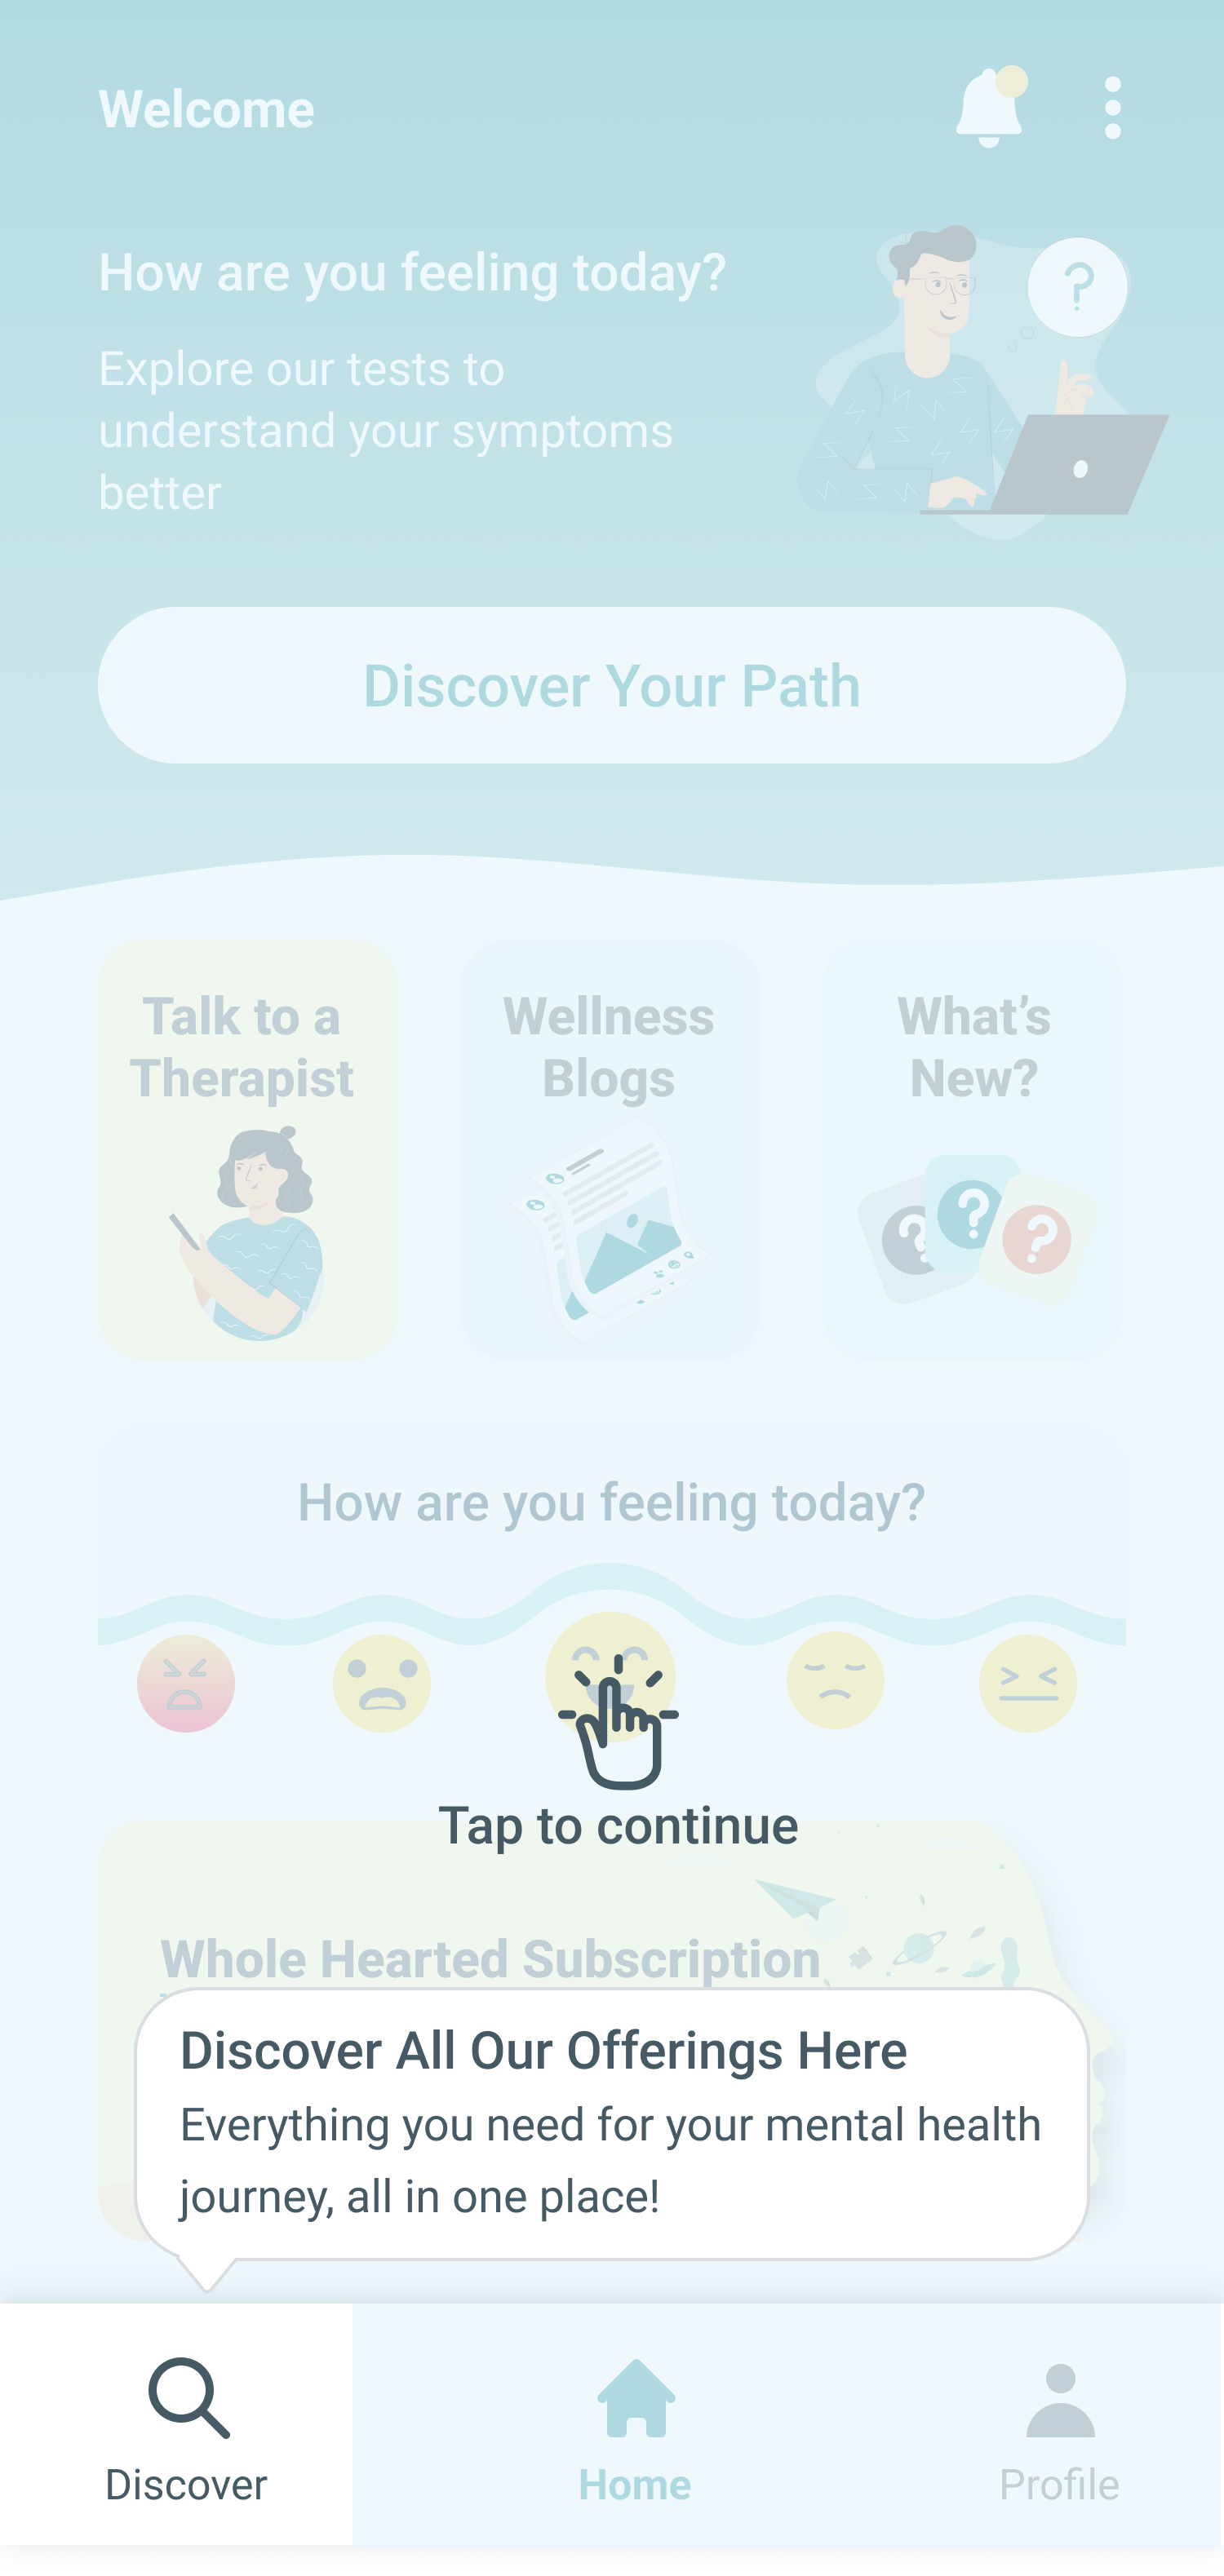 Welcome
How are you feeling today?
Explore our tests to
understand your symptoms
better
?
Discover Your Path
Talk to a
Therapist
Wellness
Blogs
What’s
New?
? ? ?
How are you feeling today?
Tap to continue
Whole Hearted Subscription
Discover All Our Offerings Here
Everything you need for your mental health
journey, all in one place!
Discover
Home
Profile